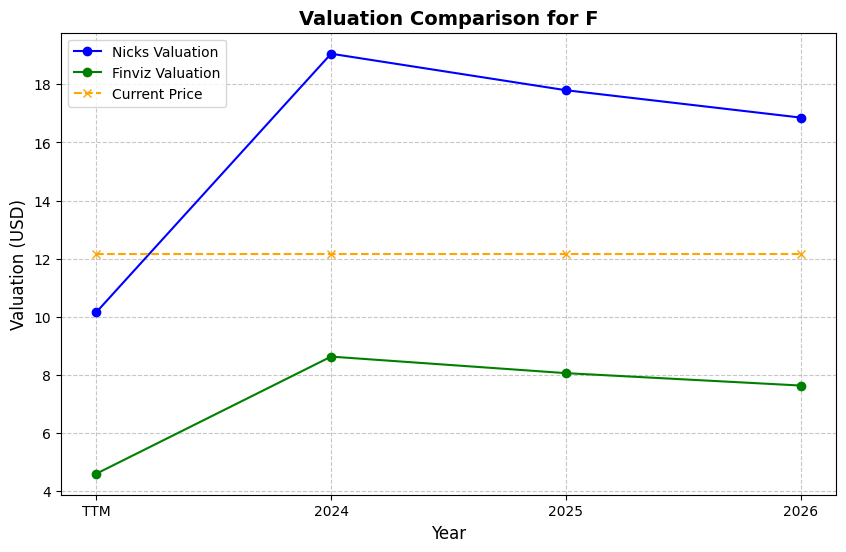 Valuation Comparison for F
Nicks Valuation
Finviz Valuation
Current Price
Valuation (USD)
18
16
14
12
10
8
6
4
TTM
2024
2025
2026
Year